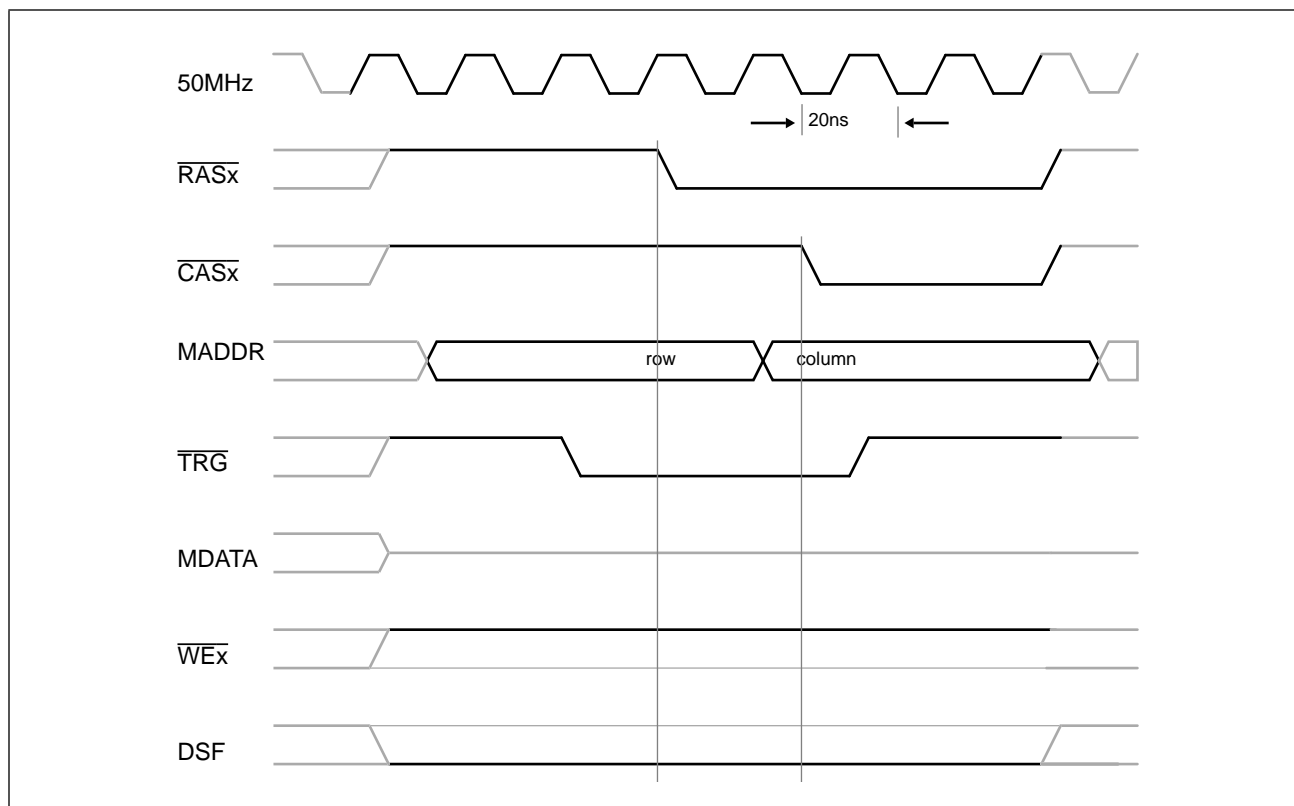 50MHz
20ns
RASx
CASx
MADDR
row
column
TRG
MDATA
WEx
DSF